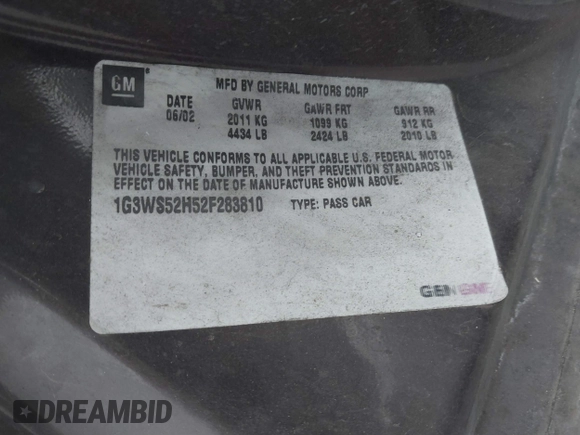 GM
MFD BY GENERAL MOTORS CORP
DATE GVWR GAWR FRT GAWR RR
06/02 2011 KG 1099 KG 912 KG
4434 LB 2424 LB 2010 LB
THIS VEHICLE CONFORMS TO ALL APPLICABLE U.S. FEDERAL MOTOR
VEHICLE SAFETY, BUMPER, AND THEFT PREVENTION STANDARDS IN
EFFECT ON THE DATE OF MANUFACTURE SHOWN ABOVE.
1G3WS52H52F283810 TYPE: PASS CAR
DREAMBID